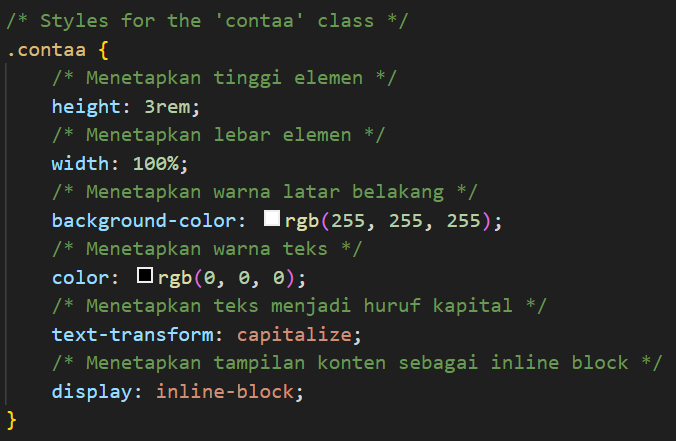 /* Styles for the 'contaa' class */
.contaa {
    /* Menetapkan tinggi elemen */
    height: 3rem;
    /* Menetapkan lebar elemen */
    width: 100%;
    /* Menetapkan warna latar belakang */
    background-color: rgb(255, 255, 255);
    /* Menetapkan warna teks */
    color: rgb(0, 0, 0);
    /* Menetapkan teks menjadi huruf kapital */
    text-transform: capitalize;
    /* Menetapkan tampilan konten sebagai inline block */
    display: inline-block;
}